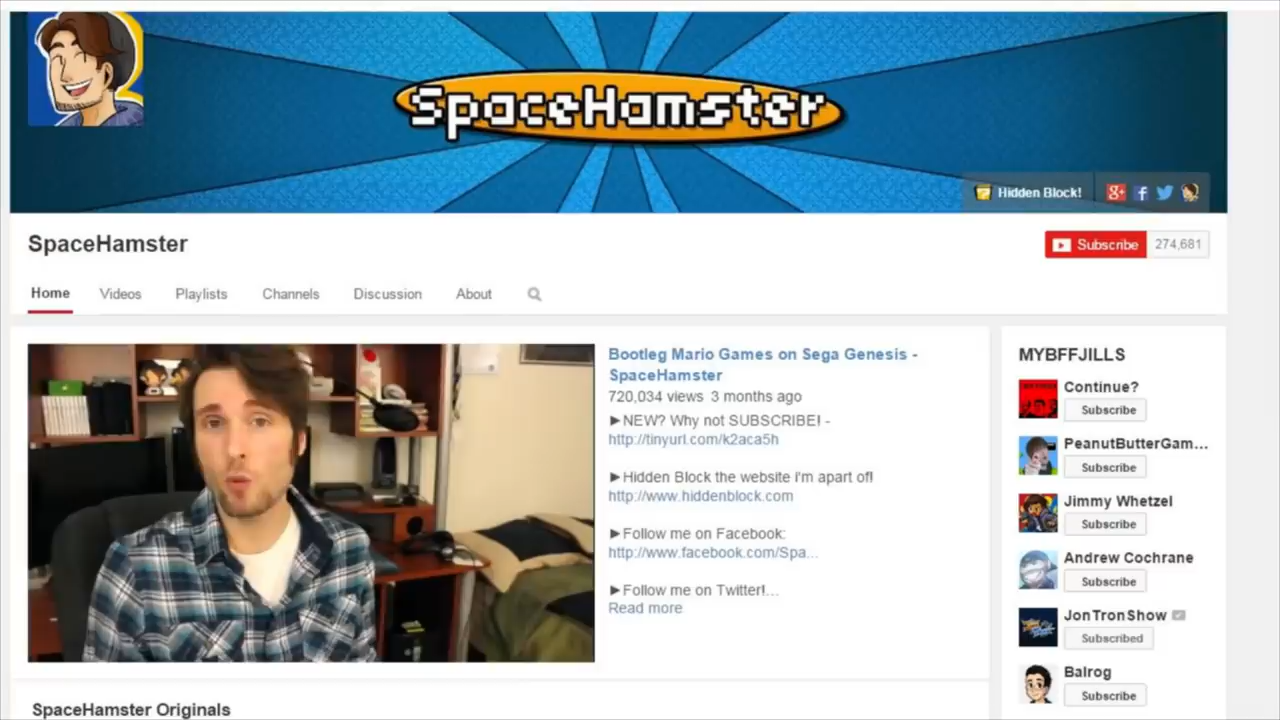 SpaceHamster
Hidden Block!
SpaceHamster
Subscribe 274,681
Home Videos Playlists Channels Discussion About
Bootleg Mario Games on Sega Genesis -
SpaceHamster
720,034 views 3 months ago
►NEW? Why not SUBSCRIBE! -
http://tinyurl.com/k2aca5h
►Hidden Block the website i'm apart of!
http://www.hiddenblock.com
►Follow me on Facebook:
http://www.facebook.com/Spa...
►Follow me on Twitter!...
Read more
MYBFFJILLS
Continue?
Subscribe
PeanutButterGam...
Subscribe
Jimmy Whetzel
Subscribe
Andrew Cochrane
Subscribe
JonTronShow
Subscribed
Balrog
Subscribe
SpaceHamster Originals